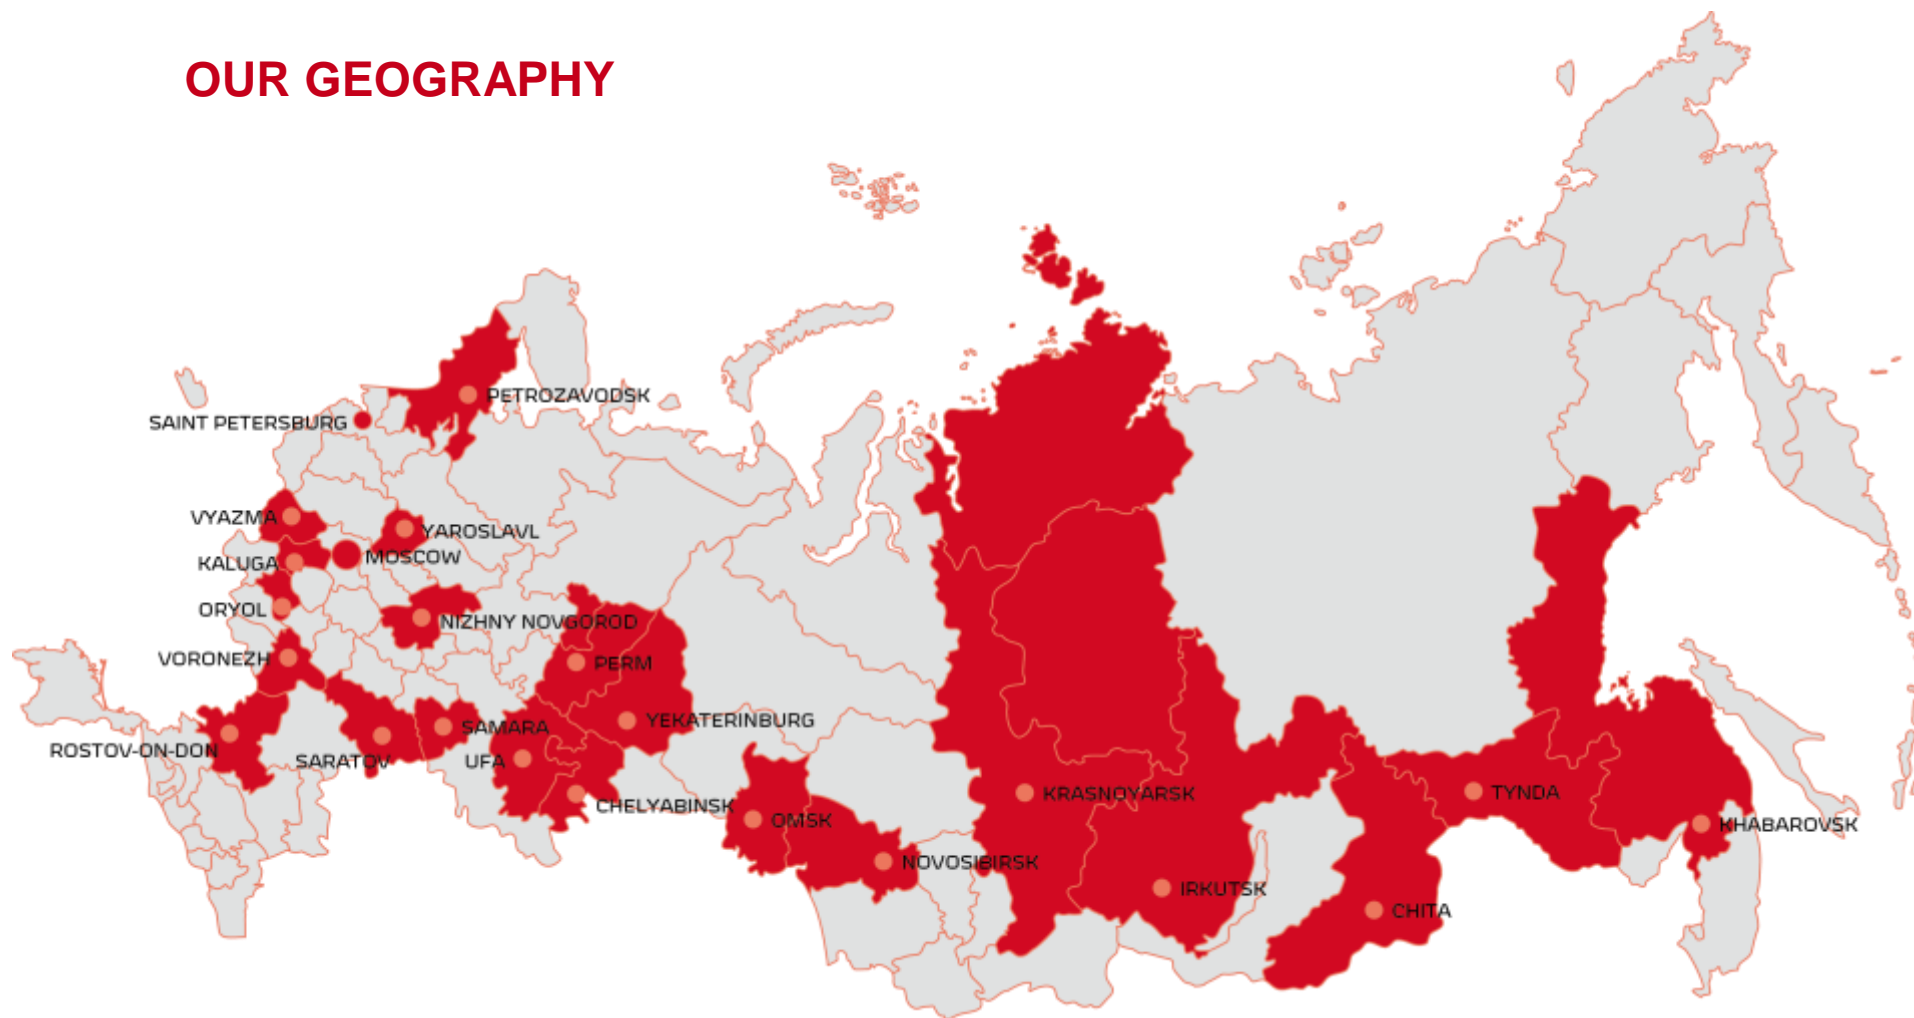 OUR GEOGRAPHY
PETROZAVODSK
SAINT PETERSBURG
VYAZMA
YAROSLAVL
MOSCOW
KALUGA
ORYOL
NIZHNY NOVGOROD
VORONEZH
PERM
YEKATERINBURG
SAMARA
ROSTOV-ON-DON
SARATOV
UFA
CHELYABINSK
OMSK
NOVOSIBIRSK
KRASNOYARSK
IRKUTSK
CHITA
TYNDA
KHABAROVSK